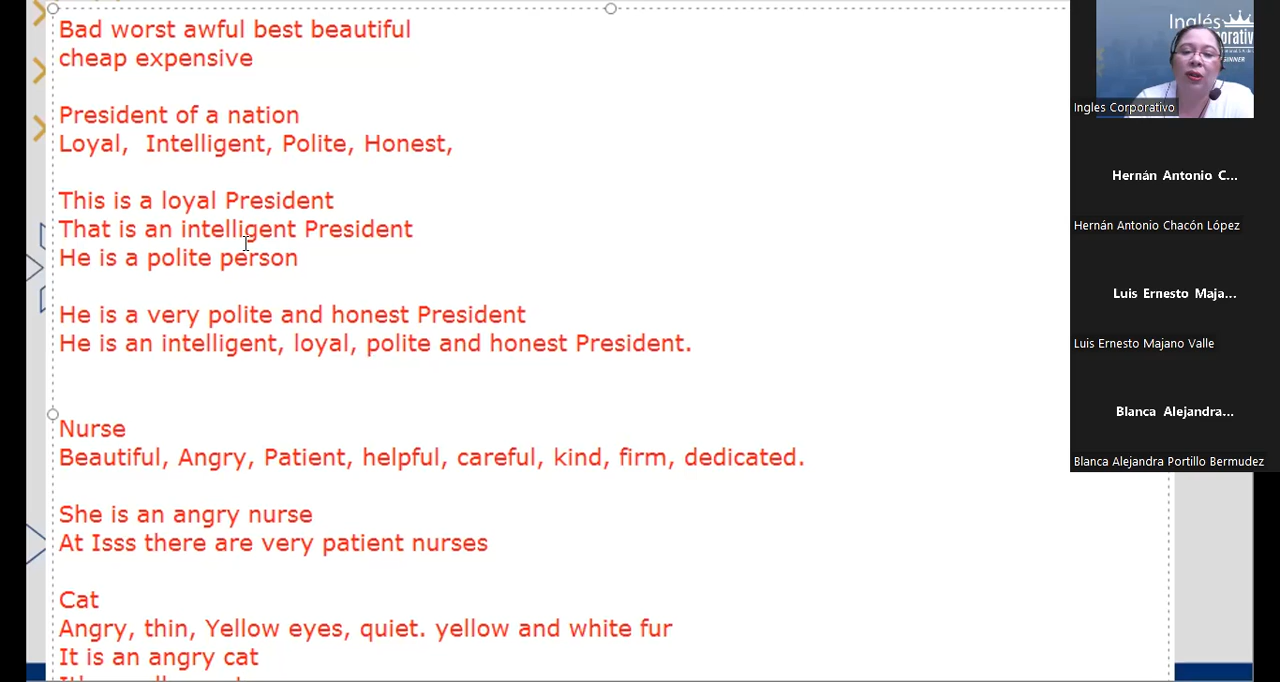 Bad worst awful best beautiful
cheap expensive
President of a nation
Loyal, Intelligent, Polite, Honest,
This is a loyal President
That is an intelligent President
He is a polite person
He is a very polite and honest President
He is an intelligent, loyal, polite and honest President.
Nurse
Beautiful, Angry, Patient, helpful, careful, kind, firm, dedicated.
She is an angry nurse
At Isss there are very patient nurses
Cat
Angry, thin, Yellow eyes, quiet. yellow and white fur
It is an angry cat
Inglés
Ingles Corporativo
Hernán Antonio C...
Hernán Antonio Chacón López
Luis Ernesto Maja...
Luis Ernesto Majano Valle
Blanca Alejandra...
Blanca Alejandra Portillo Bermudez